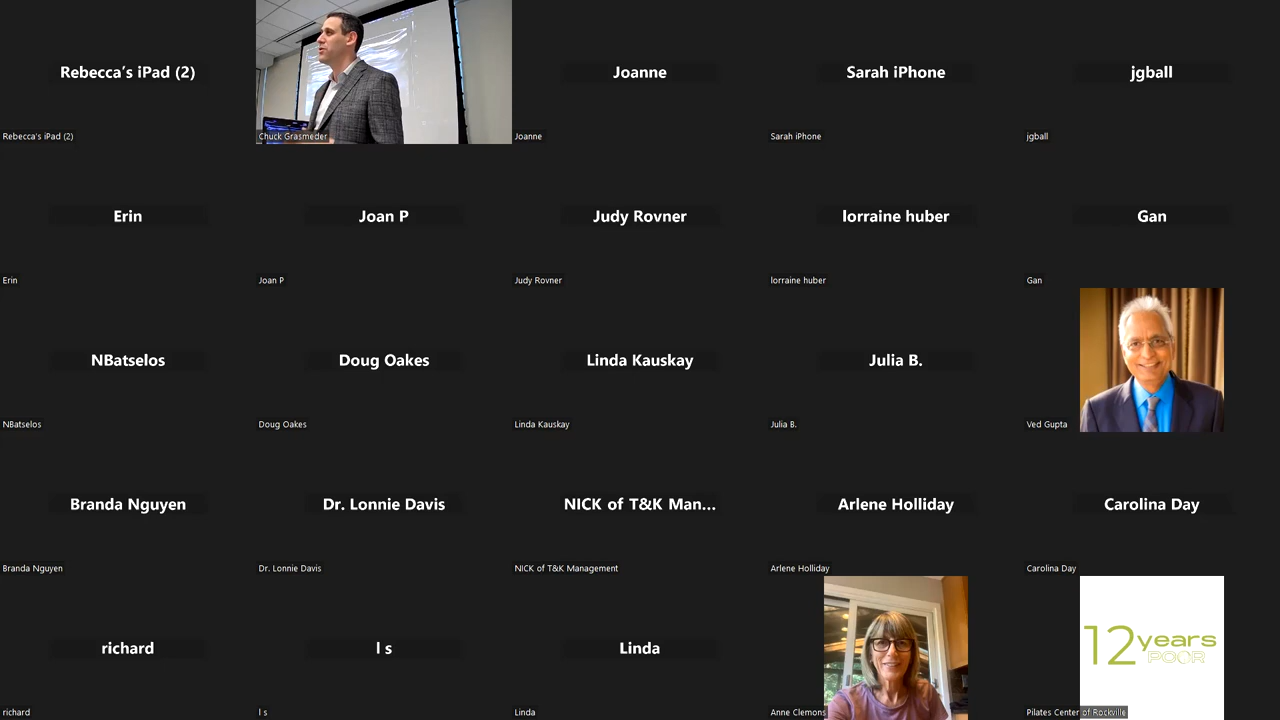 Rebecca's iPad (2)
Joanne
Sarah iPhone
jgball
Rebecca's iPad (2)
Chuck Grasmeder
Joanne
Sarah iPhone
jgball
Erin
Joan P
Judy Rovner
lorraine huber
Gan
Erin
Joan P
Judy Rovner
lorraine huber
Gan
NBatselos
Doug Oakes
Linda Kauskay
Julia B.
NBatselos
Doug Oakes
Linda Kauskay
Julia B.
Ved Gupta
Branda Nguyen
Dr. Lonnie Davis
NICK of T&K Man...
Arlene Holliday
Carolina Day
Branda Nguyen
Dr. Lonnie Davis
NICK of T&K Management
Arlene Holliday
Carolina Day
richard
l s
Linda
12 years
PCOR
richard
l s
Linda
Anne Clemons
Pilates Center of Rockville